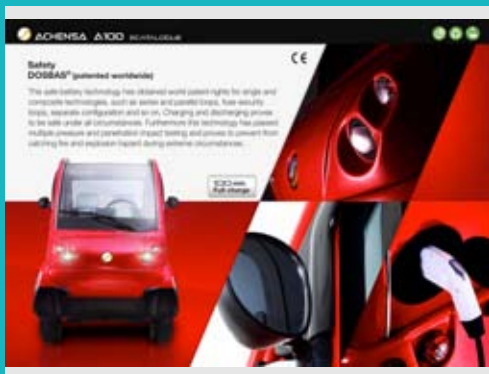 ACHENSA A100 SCATALOGUE
CE
Safety
DOSBAS® (patented worldwide)
This safe battery technology has obtained world patent rights for single and
composite technologies, such as series and parallel loops, fuse security
loops, separate configuration and so on. Charging and discharging proves
to be safe under all circumstances. Furthermore this technology has passed
multiple pressure and penetration impact testing and proves to prevent from
catching fire and explosion hazard during extreme circumstances.
min
Full charge